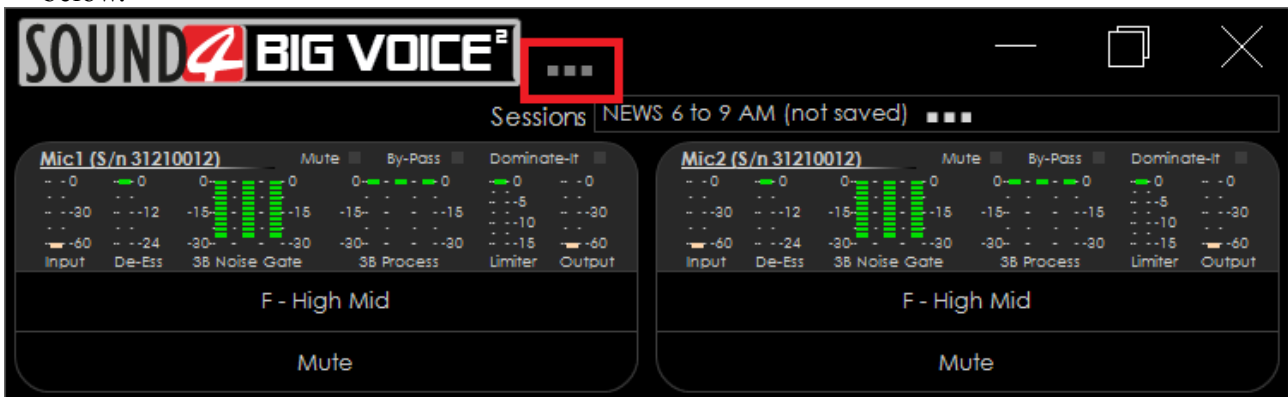 below.
SOUND4 BIG VOICE²
Sessions NEWS 6 to 9 AM (not saved)
Mic1 (S/n 31210012) Mute By-Pass Dominate-It
0 0 0 0 0 0 0 0
-5
-30 -12 -15 -15 -15 -15 -30
-10
-60 -24 -30 -30 -30 -30 -15 -60
Input De-Ess 3B Noise Gate 3B Process Limiter Output
F - High Mid
Mute
Mic2 (S/n 31210012) Mute By-Pass Dominate-It
0 0 0 0 0 0 0 0
-5
-30 -12 -15 -15 -15 -15 -30
-10
-60 -24 -30 -30 -30 -30 -15 -60
Input De-Ess 3B Noise Gate 3B Process Limiter Output
F - High Mid
Mute